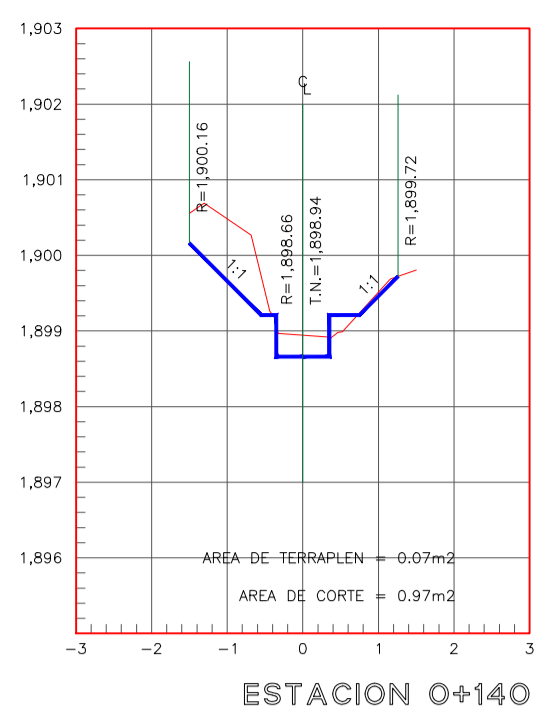 1,903
1,902
1,901
1,900
1,899
1,898
1,897
1,896
℄
R=1,900.16
1:1
R=1,898.66
T.N.=1,898.94
1:1
R=1,899.72
AREA DE TERRAPLEN = 0.07m2
AREA DE CORTE = 0.97m2
-3 -2 -1 0 1 2 3
ESTACION 0+140